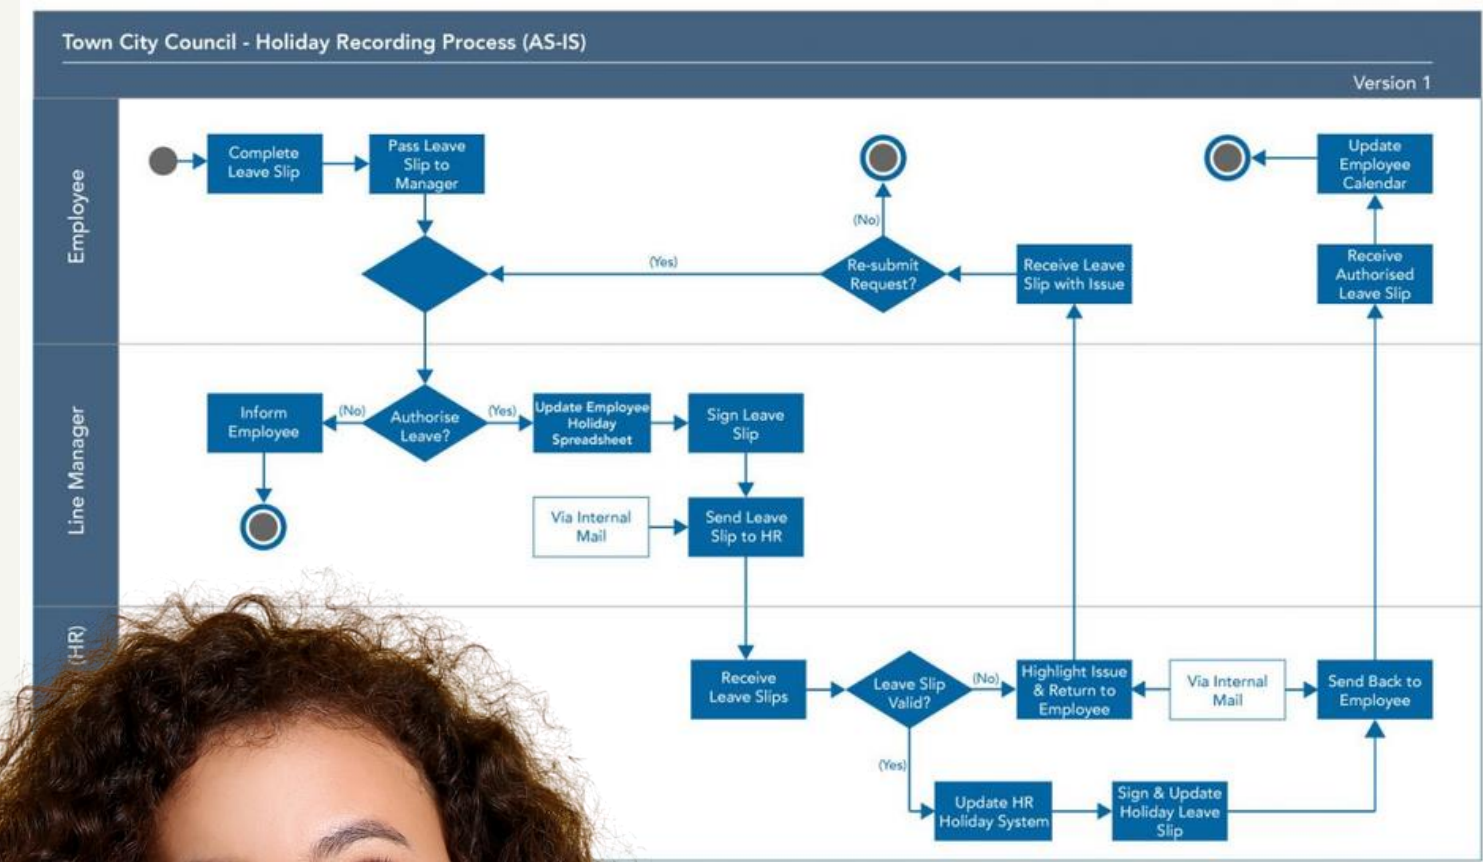 Town City Council - Holiday Recording Process (AS-IS)
Version 1
Employee
Complete
Leave Slip
Pass Leave
Slip to
Manager
Update
Employee
Calendar
(No)
(Yes)
Re-submit
Request?
Receive Leave
Slip with Issue
Receive
Authorised
Leave Slip
Line Manager
Inform
Employee
(No)
Authorise
Leave?
(Yes)
Update Employee
Holiday
Spreadsheet
Sign Leave
Slip
Via Internal
Mail
Send Leave
Slip to HR
(HR)
Receive
Leave Slips
Leave Slip
Valid?
(No)
Highlight Issue
& Return to
Employee
Via Internal
Mail
Send Back to
Employee
(Yes)
Update HR
Holiday System
Sign & Update
Holiday Leave
Slip